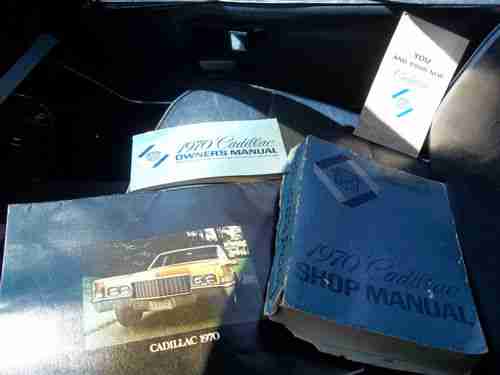 YOU
AND YOUR NEW
Cadillac
1970 Cadillac
OWNERS MANUAL
1970 Cadillac
SHOP MANUAL
CADILLAC 1970